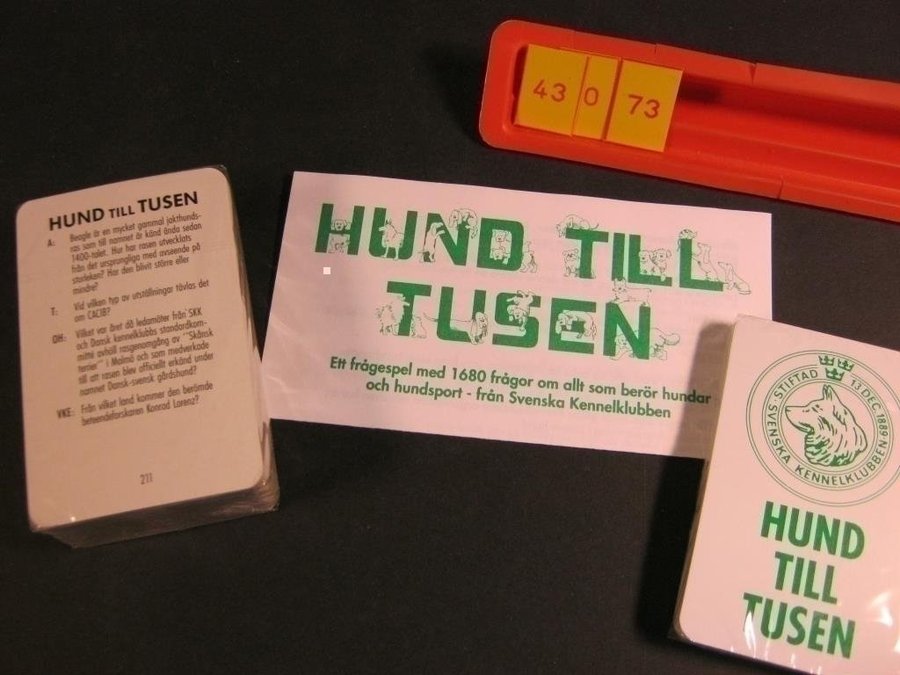 HUND TILL TUSEN
A: Beagle är en mycket gammal jakthunds-
ras som till namnet är känd ända sedan
1400-talet. Hur har rasen utvecklats
från det ursprungliga med avseende på
storleken? Har den blivit större eller
mindre?
T: Vid vilken typ av utställningar tävlas det
om CACIB?
OH: Vilket var året då ledamöter från SKK
och Dansk kennelklubbs standardkom-
mitté avhöll rasgenomgång av "Skånsk
terrier" i Malmö och som medverkade
till att rasen blev officiellt erkänd under
namnet Dansk-svensk gårdshund?
VKE: Från vilket land kommer den berömde
beteendeforskaren Konrad Lorenz?
211
HUND TILL
TUSEN
Ett frågespel med 1680 frågor om allt som berör hundar
och hundsport - från Svenska Kennelklubben
43 0 73
STIFTAD 13 DEC 1889
SVENSKA KENNELKLUBBEN
HUND
TILL
TUSEN